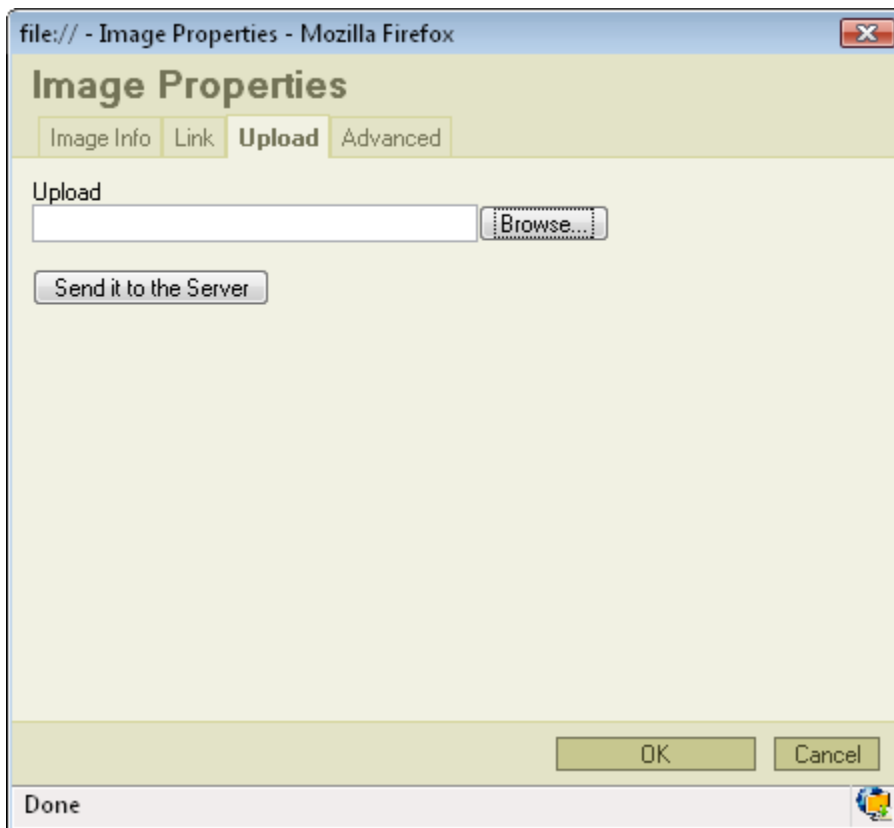 file:// - Image Properties - Mozilla Firefox
Image Properties
Image Info Link Upload Advanced
Upload
Browse...
Send it to the Server
OK Cancel
Done